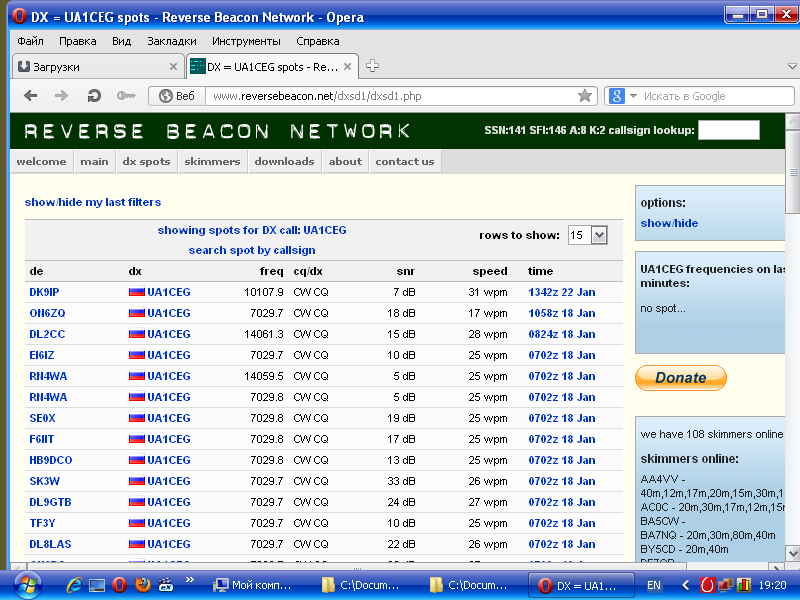 DX = UA1CEG spots - Reverse Beacon Network - Opera
Файл Правка Вид Закладки Инструменты Справка
Загрузки DX = UA1CEG spots - Re...
Веб www.reversebeacon.net/dxsd1/dxsd1.php Искать в Google
REVERSE BEACON NETWORK SSN:141 SFI:146 A:8 K:2 callsign lookup:
welcome main dx spots skimmers downloads about contact us
show/hide my last filters
showing spots for DX call: UA1CEG
search spot by callsign
rows to show: 15
de dx freq cq/dx snr speed time
DK9IP UA1CEG 10107.9 CW CQ 7 dB 31 wpm 1342z 22 Jan
ON6ZQ UA1CEG 7029.7 CW CQ 18 dB 17 wpm 1058z 18 Jan
DL2CC UA1CEG 14061.3 CW CQ 15 dB 28 wpm 0824z 18 Jan
EI6IZ UA1CEG 7029.7 CW CQ 10 dB 25 wpm 0702z 18 Jan
RN4WA UA1CEG 14059.5 CW CQ 5 dB 25 wpm 0702z 18 Jan
RN4WA UA1CEG 7029.8 CW CQ 5 dB 25 wpm 0702z 18 Jan
SE0X UA1CEG 7029.8 CW CQ 19 dB 25 wpm 0702z 18 Jan
F6IIT UA1CEG 7029.8 CW CQ 17 dB 25 wpm 0702z 18 Jan
HB9DCO UA1CEG 7029.8 CW CQ 13 dB 25 wpm 0702z 18 Jan
SK3W UA1CEG 7029.7 CW CQ 33 dB 26 wpm 0702z 18 Jan
DL9GTB UA1CEG 7029.7 CW CQ 24 dB 27 wpm 0702z 18 Jan
TF3Y UA1CEG 7029.7 CW CQ 10 dB 25 wpm 0702z 18 Jan
DL8LAS UA1CEG 7029.7 CW CQ 22 dB 26 wpm 0702z 18 Jan
options:
show/hide
UA1CEG frequencies on las
minutes:
no spot...
Donate
we have 108 skimmers online
skimmers online:
AA4VV -
40m,12m,17m,20m,15m,30m,1
AC0C - 20m,30m,17m,12m,15m
BA5CW -
BA7NQ - 20m,30m,80m,40m
BY5CD - 20m,40m
Мой комп... C:\Docum... C:\Docum... DX = UA1... EN 19:20